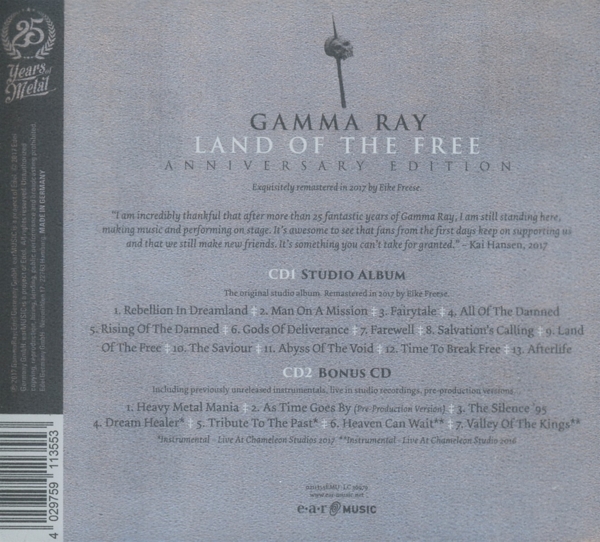 25
Years of
Metal
MADE IN GERMANY
4 029759 113553
GAMMA RAY
LAND OF THE FREE
ANNIVERSARY EDITION
Exquisitely remastered in 2017 by Eike Freese.
"I am incredibly thankful that after more than 25 fantastic years of Gamma Ray, I am still standing here,
making music and performing on stage. It's awesome to see that fans from the first days keep on supporting us
and that we still make new friends. It's something you can't take for granted." – Kai Hansen, 2017
CD1 STUDIO ALBUM
The original studio album. Remastered in 2017 by Eike Freese.
1. Rebellion In Dreamland ‡ 2. Man On A Mission ‡ 3. Fairytale ‡ 4. All Of The Damned
5. Rising Of The Damned ‡ 6. Gods Of Deliverance ‡ 7. Farewell ‡ 8. Salvation's Calling ‡ 9. Land
Of The Free ‡ 10. The Saviour ‡ 11. Abyss Of The Void ‡ 12. Time To Break Free ‡ 13. Afterlife
CD2 BONUS CD
Including previously unreleased instrumentals, live in studio recordings, pre-production versions.
1. Heavy Metal Mania ‡ 2. As Time Goes By (Pre-Production Version) ‡ 3. The Silence '95
4. Dream Healer* ‡ 5. Tribute To The Past* ‡ 6. Heaven Can Wait** ‡ 7. Valley Of The Kings**
*Instrumental - Live At Chameleon Studios 2017 **Instrumental - Live At Chameleon Studio 2016
www.ear-music.net
e·a·r MUSIC